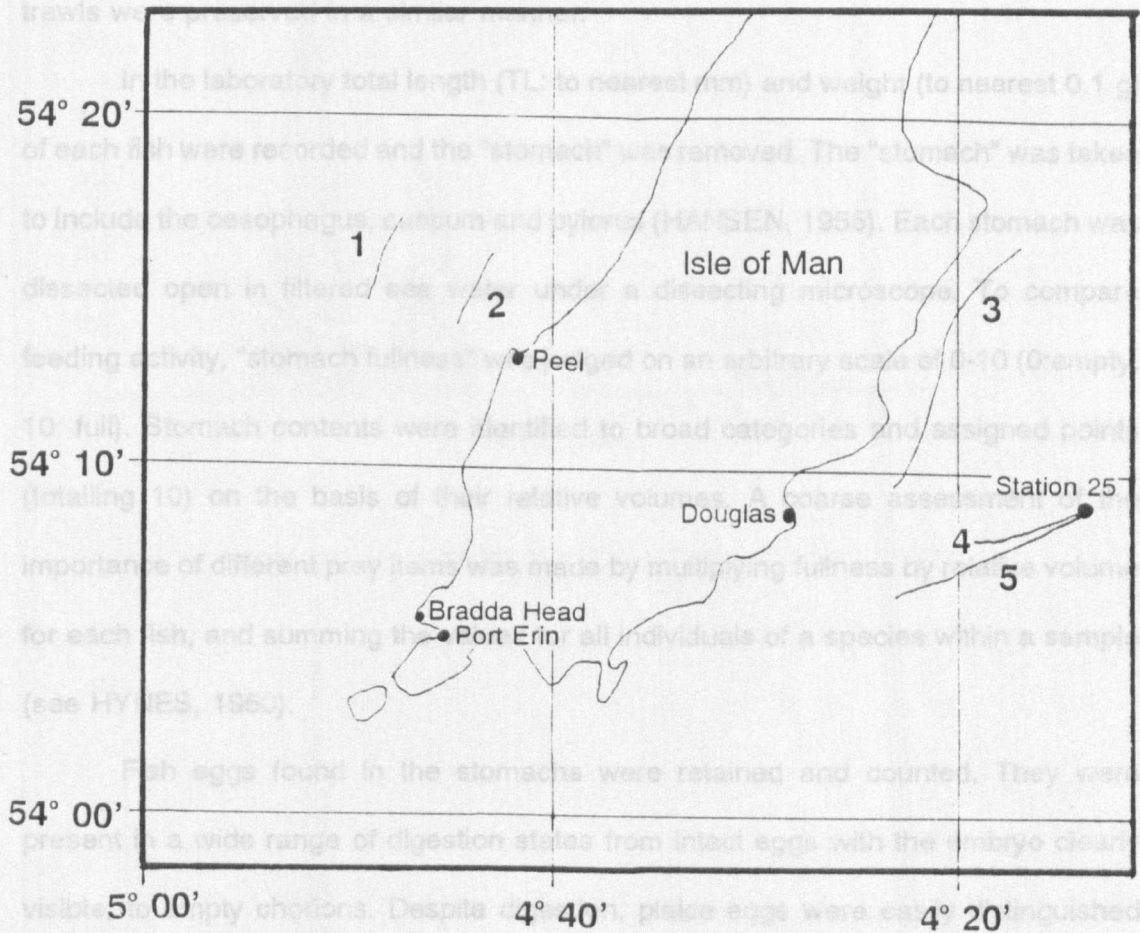 trawls were preserved in a similar manner.
In the laboratory total length (TL: to nearest mm) and weight (to nearest 0.1 g)
54° 20'
of each fish were recorded and the "stomach" was removed. The "stomach" was taken
to include the oesophagus, caecum and pylorus (HANSEN, 1955). Each stomach was
1
Isle of Man
dissected open in filtered sea water under a dissecting microscope. To compare
2
3
feeding activity, "stomach fullness" was judged on an arbitrary scale of 0-10 (0:empty,
Peel
10: full). Stomach contents were identified to broad categories and assigned points
54° 10'
(totalling 10) on the basis of their relative volumes. A coarse assessment of the
Station 25
Douglas
4
importance of different prey items was made by multiplying fullness by relative volume
5
Bradda Head
for each fish, and summing the for all individuals of a species within a sample
Port Erin
(see HYNES, 1950).
Fish eggs found in the stomachs were retained and counted. They were
54° 00'
present in a wide range of digestion states from intact eggs with the embryo clearly
5° 00'
4° 40'
4° 20'
visible, to empty chorions. Despite digestion, plaice eggs were easily distinguished